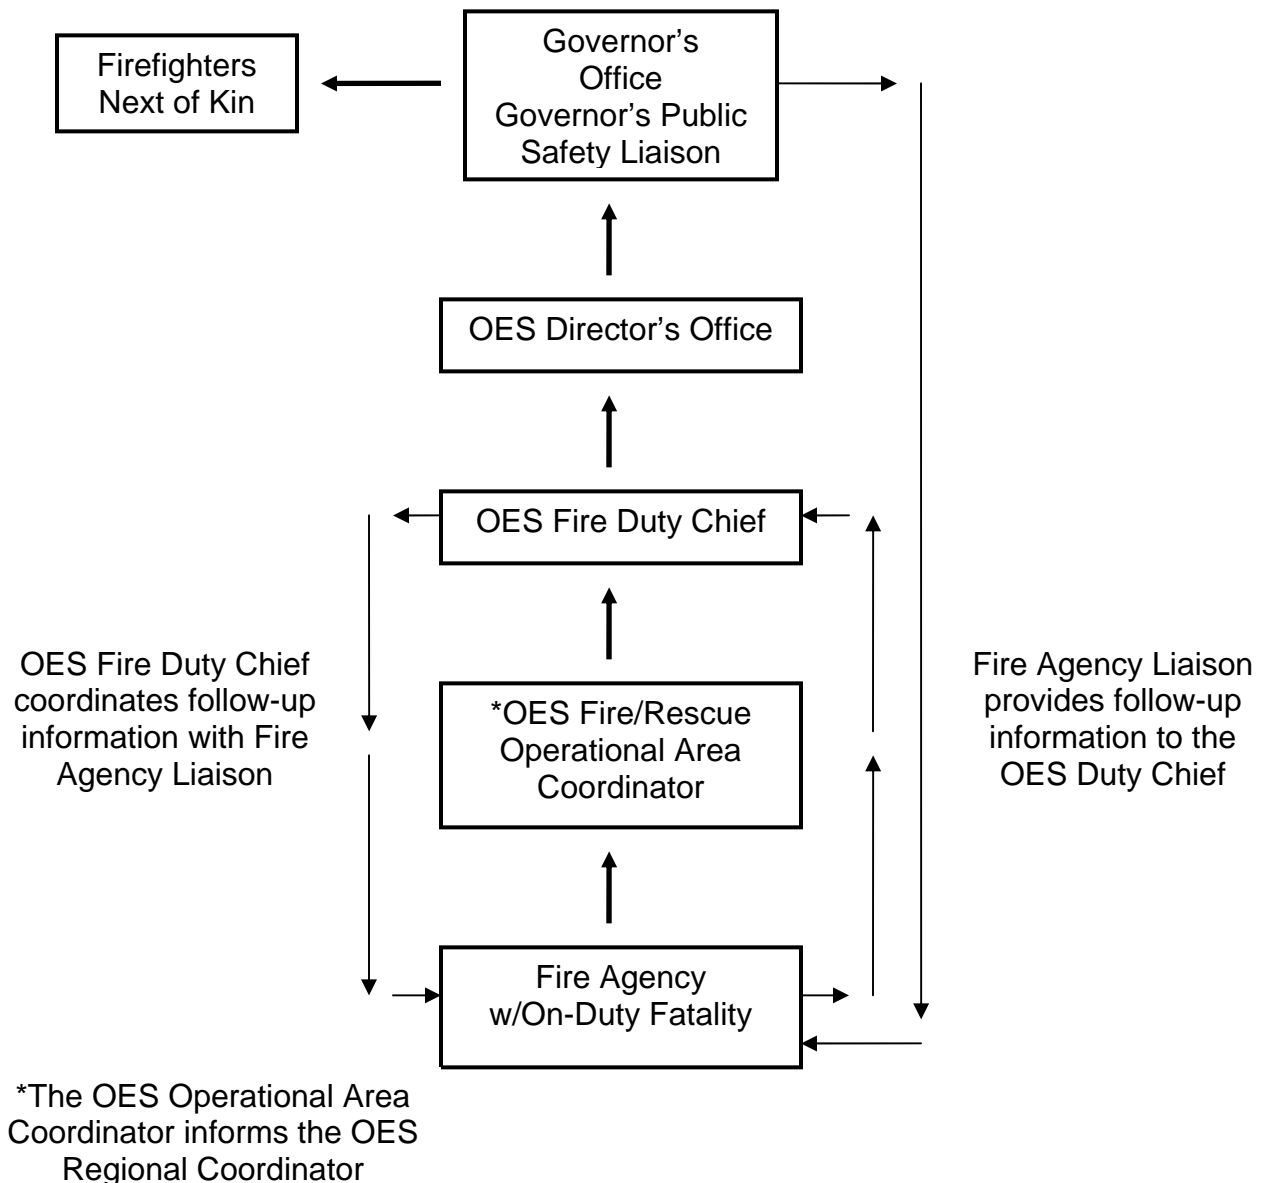 Firefighters
Next of Kin
Governor’s
Office
Governor’s Public
Safety Liaison
OES Director’s Office
OES Fire Duty Chief
OES Fire Duty Chief
coordinates follow-up
information with Fire
Agency Liaison
*OES Fire/Rescue
Operational Area
Coordinator
Fire Agency Liaison
provides follow-up
information to the
OES Duty Chief
Fire Agency
w/On-Duty Fatality
*The OES Operational Area
Coordinator informs the OES
Regional Coordinator